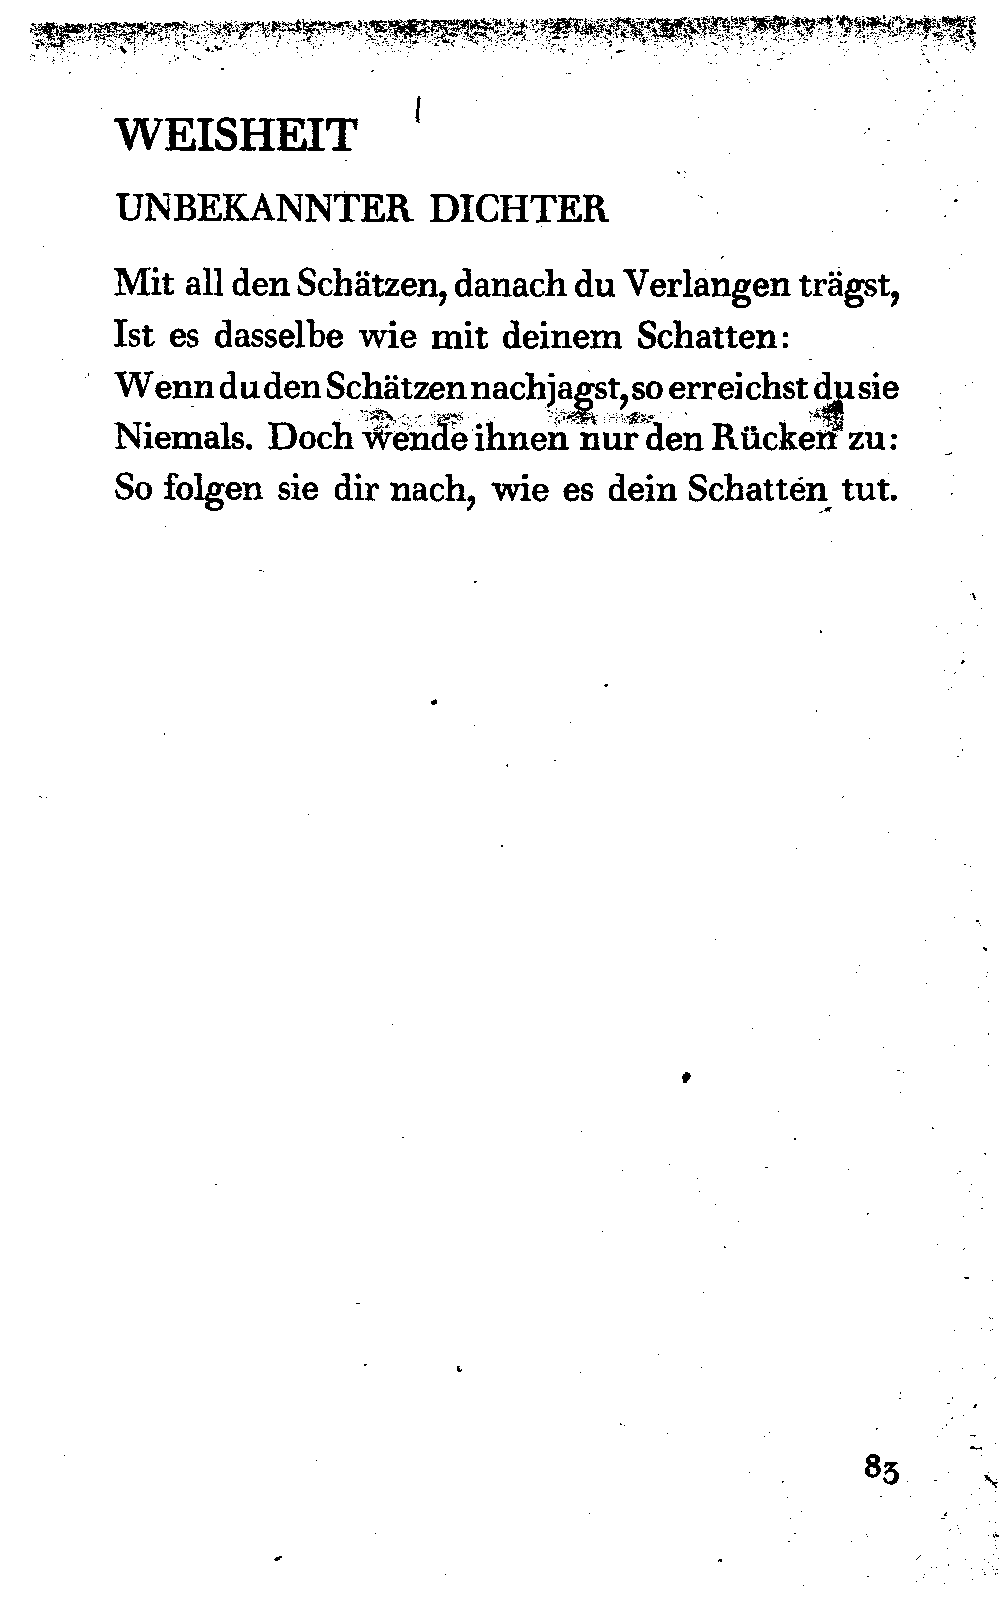 WEISHEIT
UNBEKANNTER DICHTER
Mit all den Schätzen, danach du Verlangen trägst,
Ist es dasselbe wie mit deinem Schatten:
Wenn du den Schätzen nachjagst, so erreichst du sie
Niemals. Doch wende ihnen nur den Rücken zu:
So folgen sie dir nach, wie es dein Schatten tut.
83